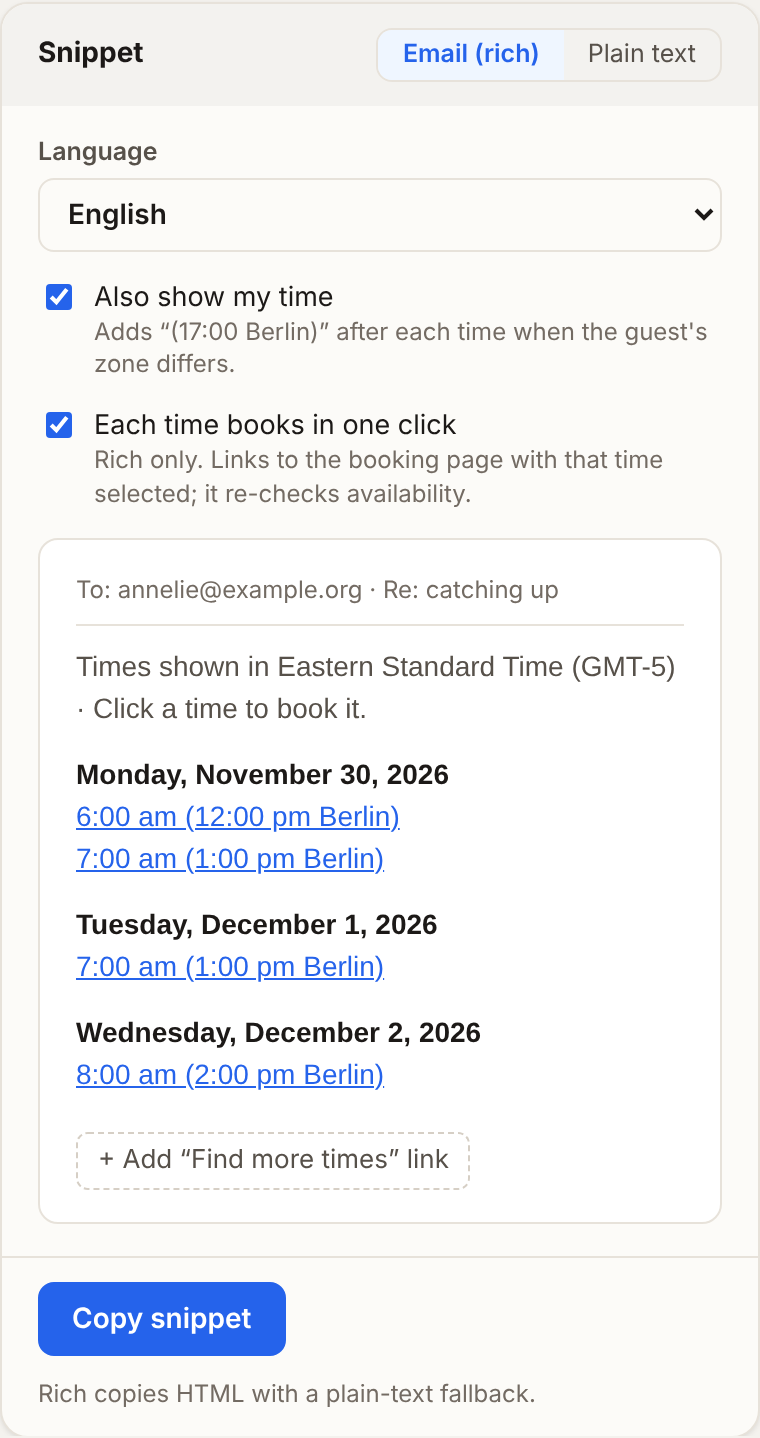 Snippet
Email (rich)
Plain text
Language
English
Also show my time
Adds “(17:00 Berlin)” after each time when the guest's
zone differs.
Each time books in one click
Rich only. Links to the booking page with that time
selected; it re-checks availability.
To: annelie@example.org · Re: catching up
Times shown in Eastern Standard Time (GMT-5)
· Click a time to book it.
Monday, November 30, 2026
6:00 am (12:00 pm Berlin)
7:00 am (1:00 pm Berlin)
Tuesday, December 1, 2026
7:00 am (1:00 pm Berlin)
Wednesday, December 2, 2026
8:00 am (2:00 pm Berlin)
+ Add “Find more times” link
Copy snippet
Rich copies HTML with a plain-text fallback.